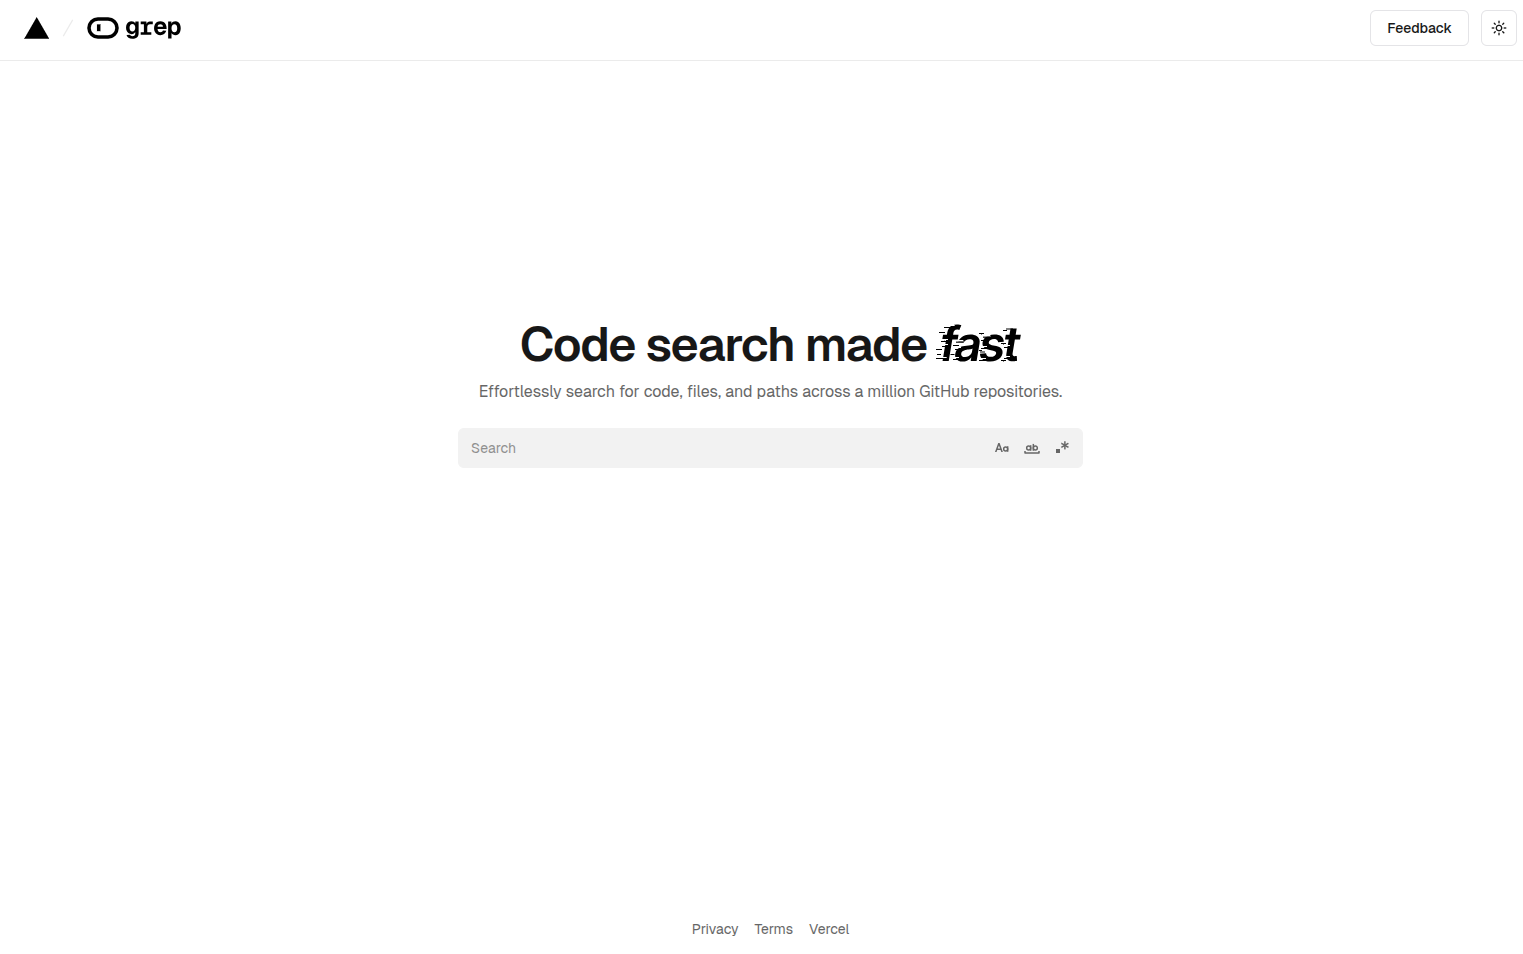 grep
Feedback
Code search made fast
Effortlessly search for code, files, and paths across a million GitHub repositories.
Search Aa ab .*
Privacy Terms Vercel